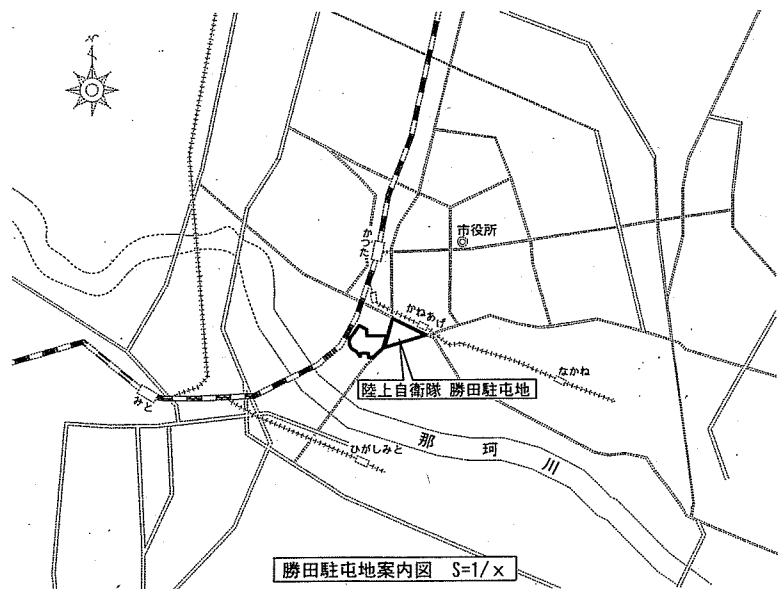 市役所
かつた
かねあげ
なかね
陸上自衛隊 勝田駐屯地
みと
ひがしみと
那珂川
勝田駐屯地案内図 S=1/x